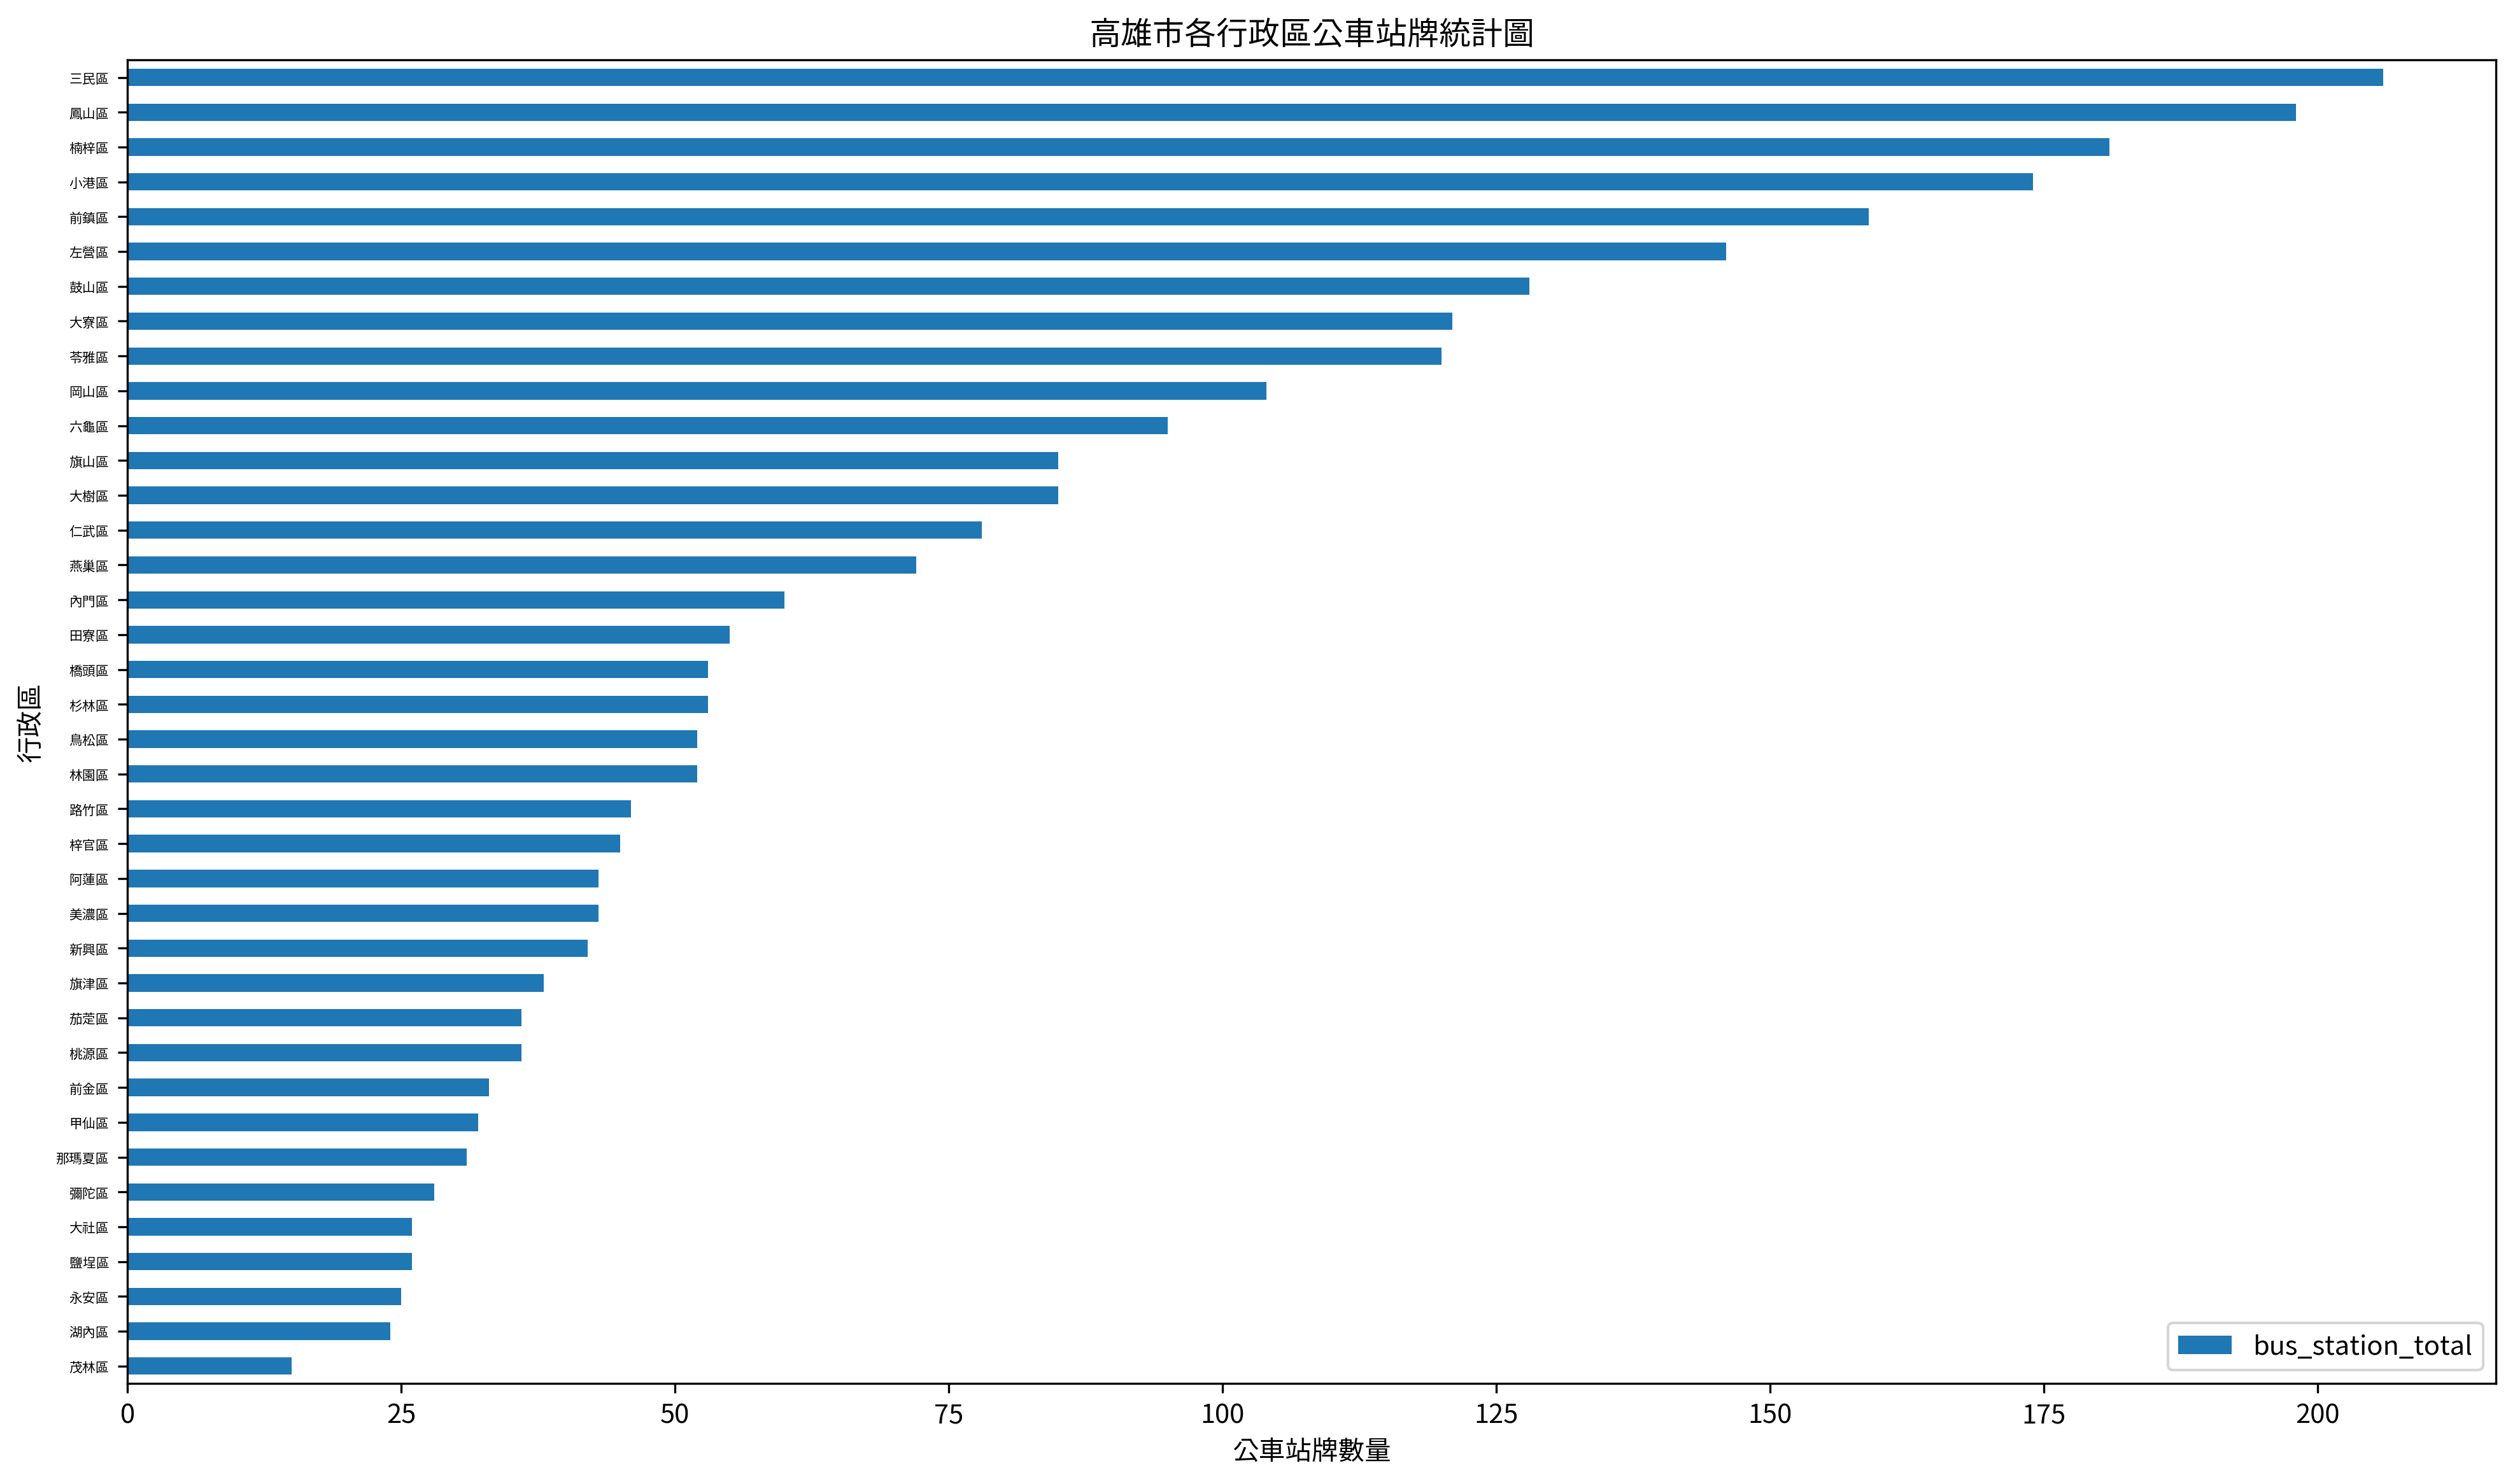 高雄市各行政區公車站牌統計圖
三民區
鳳山區
楠梓區
小港區
前鎮區
左營區
鼓山區
大寮區
苓雅區
岡山區
六龜區
旗山區
大樹區
仁武區
燕巢區
內門區
田寮區
橋頭區
杉林區
鳥松區
林園區
路竹區
梓官區
阿蓮區
美濃區
新興區
旗津區
茄萣區
桃源區
前金區
甲仙區
那瑪夏區
彌陀區
大社區
鹽埕區
永安區
湖內區
茂林區
行政區
0 25 50 75 100 125 150 175 200
公車站牌數量
bus_station_total